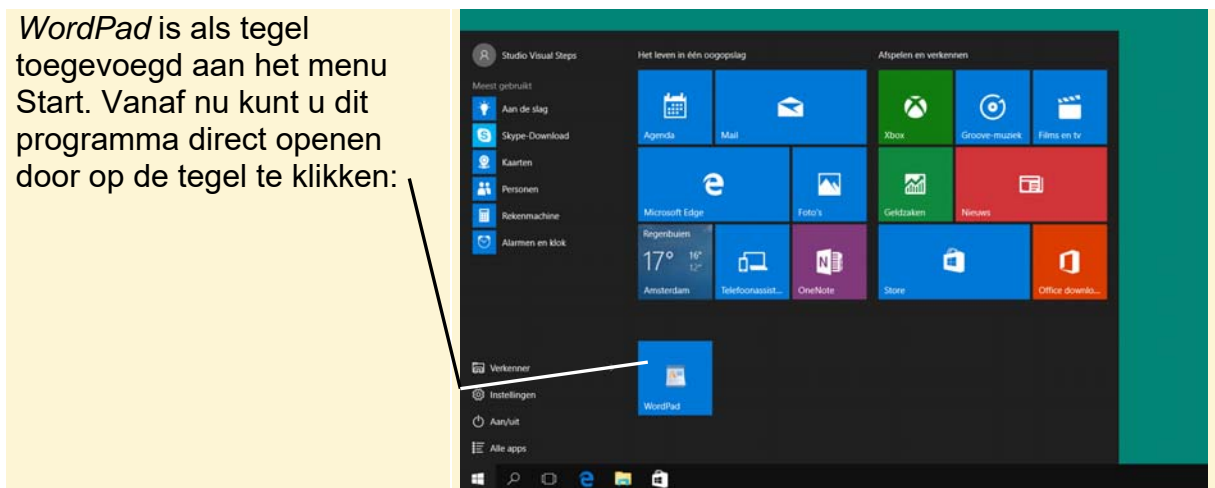 WordPad is als tegel
toegevoegd aan het menu
Start. Vanaf nu kunt u dit
programma direct openen
door op de tegel te klikken:
Studio Visual Steps
Meest gebruikt
Aan de slag
Skype-Download
Kaarten
Personen
Rekenmachine
Alarmen en klok
Verkenner
Instellingen
Aan/uit
Alle apps
Het leven in één oogopslag
Agenda
Mail
Microsoft Edge
Foto's
Regenbuien
17° 16°
12°
Amsterdam
Telefoonassist...
OneNote
WordPad
Afspelen en verkennen
Xbox
Groove-muziek
Films en tv
Geldzaken
Nieuws
Store
Office downlo...